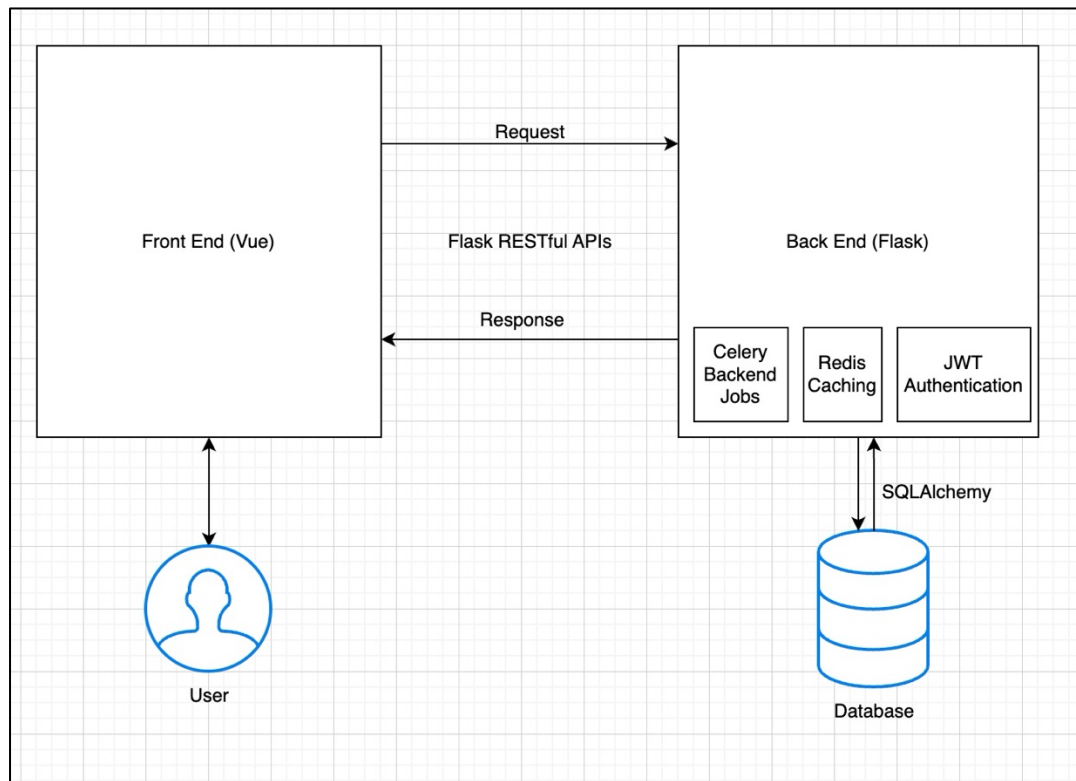 Request
Front End (Vue)
Flask RESTful APIs
Back End (Flask)
Response
Celery
Backend
Jobs
Redis
Caching
JWT
Authentication
SQLAlchemy
User
Database